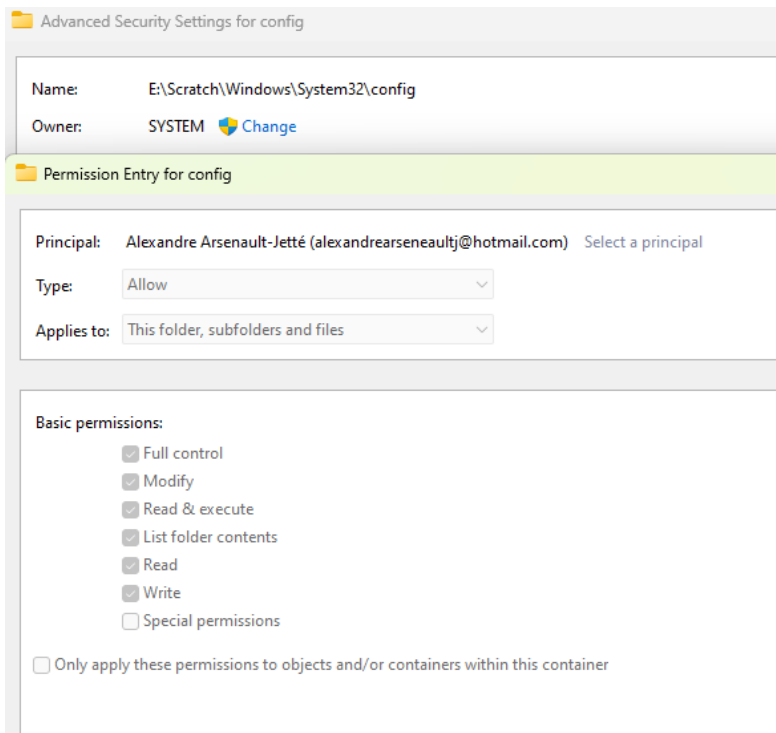 Advanced Security Settings for config
Name: E:\Scratch\Windows\System32\config
Owner: SYSTEM Change
Permission Entry for config
Principal: Alexandre Arsenault-Jetté (alexandrearseneaultj@hotmail.com) Select a principal
Type: Allow
Applies to: This folder, subfolders and files
Basic permissions:
Full control
Modify
Read & execute
List folder contents
Read
Write
Special permissions
Only apply these permissions to objects and/or containers within this container